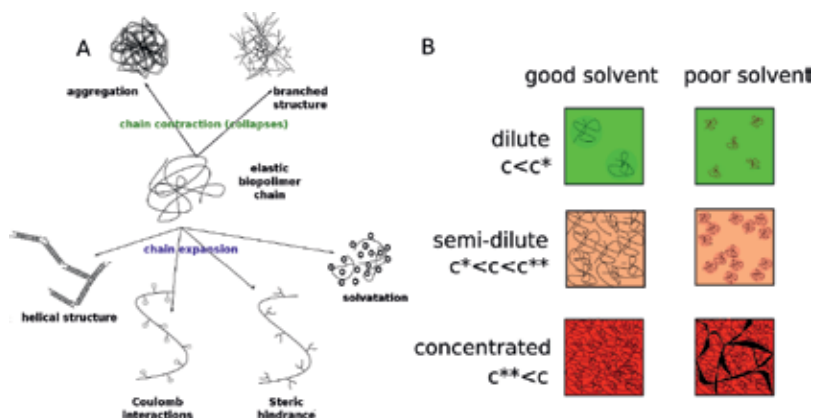 A
aggregation
branched
structure
chain contraction (collapses)
elastic
biopolimer
chain
chain expansion
helical structure
solvatation
Coulomb
interactions
Steric
hindrance
B
good solvent
poor solvent
dilute
c<c*
semi-dilute
c*<c<c**
concentrated
c**<c